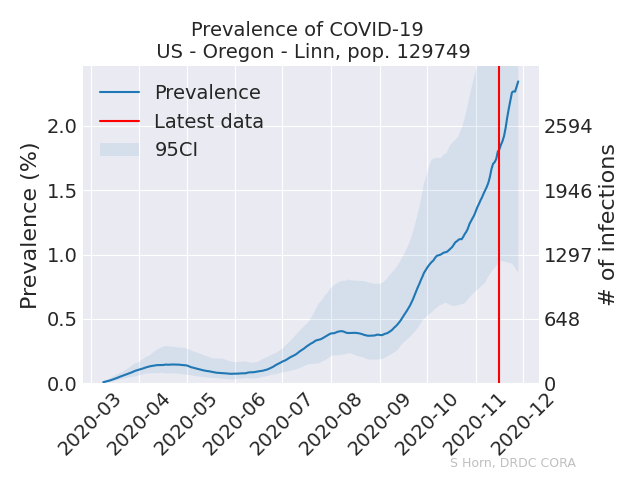 Prevalence of COVID-19
US - Oregon - Linn, pop. 129749
Prevalence
Latest data
95CI
Prevalence (%)
2.0
1.5
1.0
0.5
0.0
2594
1946
1297
648
0
# of infections
2020-03
2020-04
2020-05
2020-06
2020-07
2020-08
2020-09
2020-10
2020-11
2020-12
S Horn, DRDC CORA